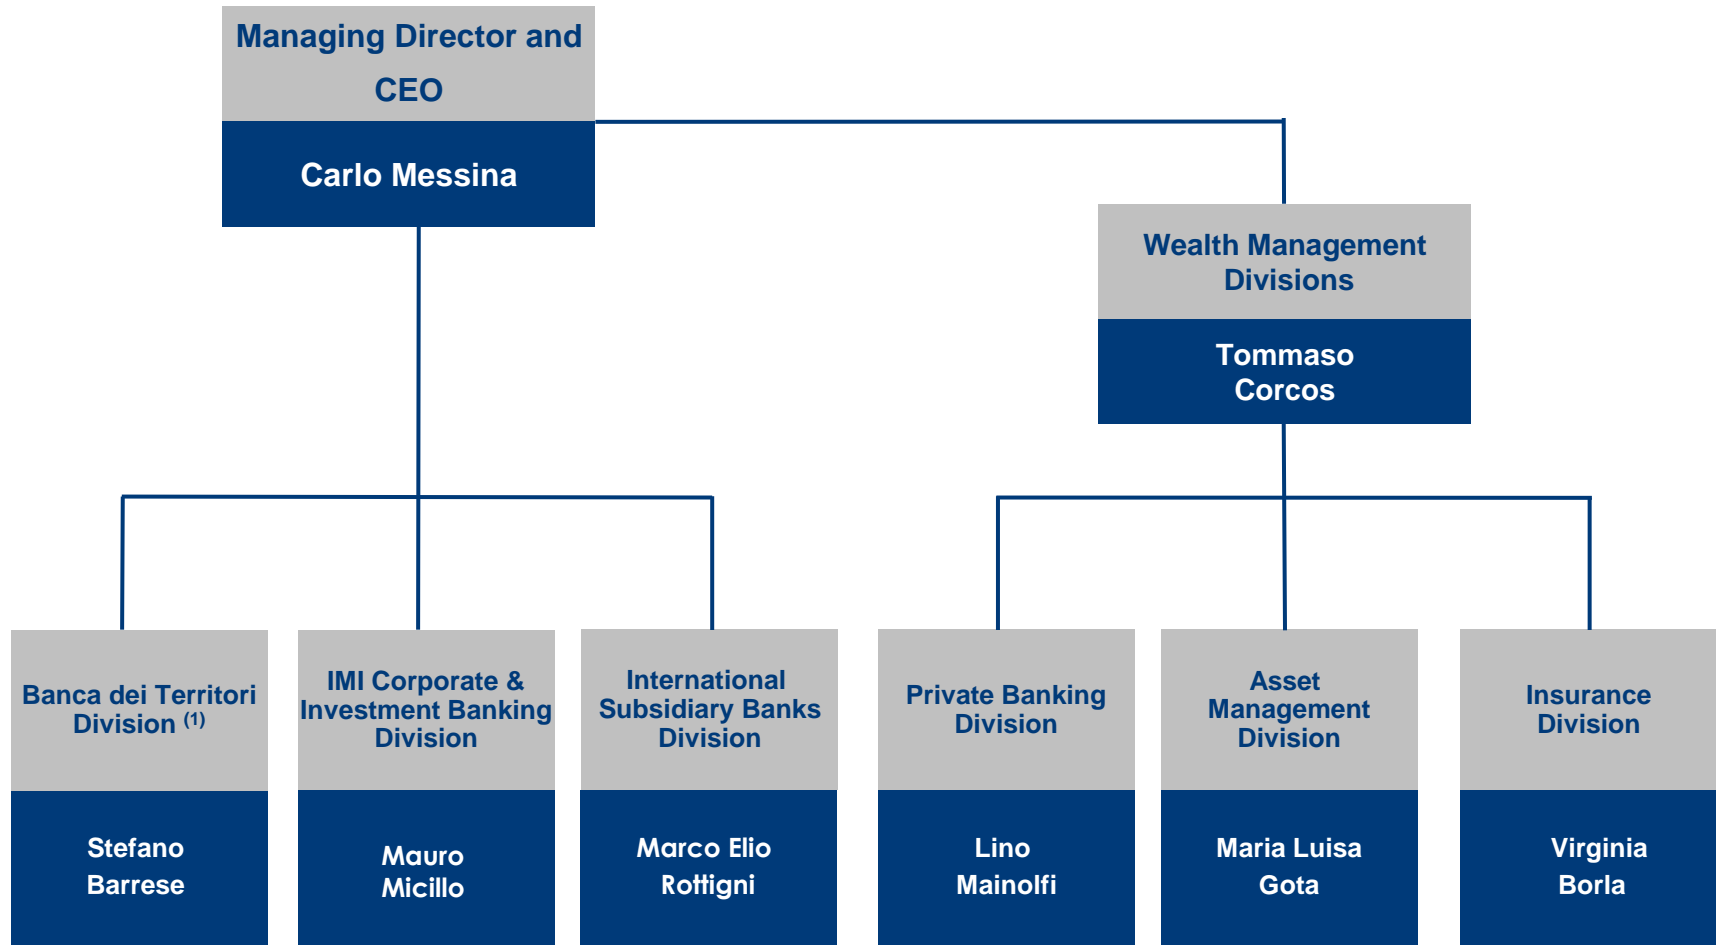 Managing Director and
CEO
Carlo Messina
Wealth Management
Divisions
Tommaso
Corcos
Banca dei Territori
Division (1)
Stefano
Barrese
IMI Corporate &
Investment Banking
Division
Mauro
Micillo
International
Subsidiary Banks
Division
Marco Elio
Rottigni
Private Banking
Division
Lino
Mainolfi
Asset
Management
Division
Maria Luisa
Gota
Insurance
Division
Virginia
Borla